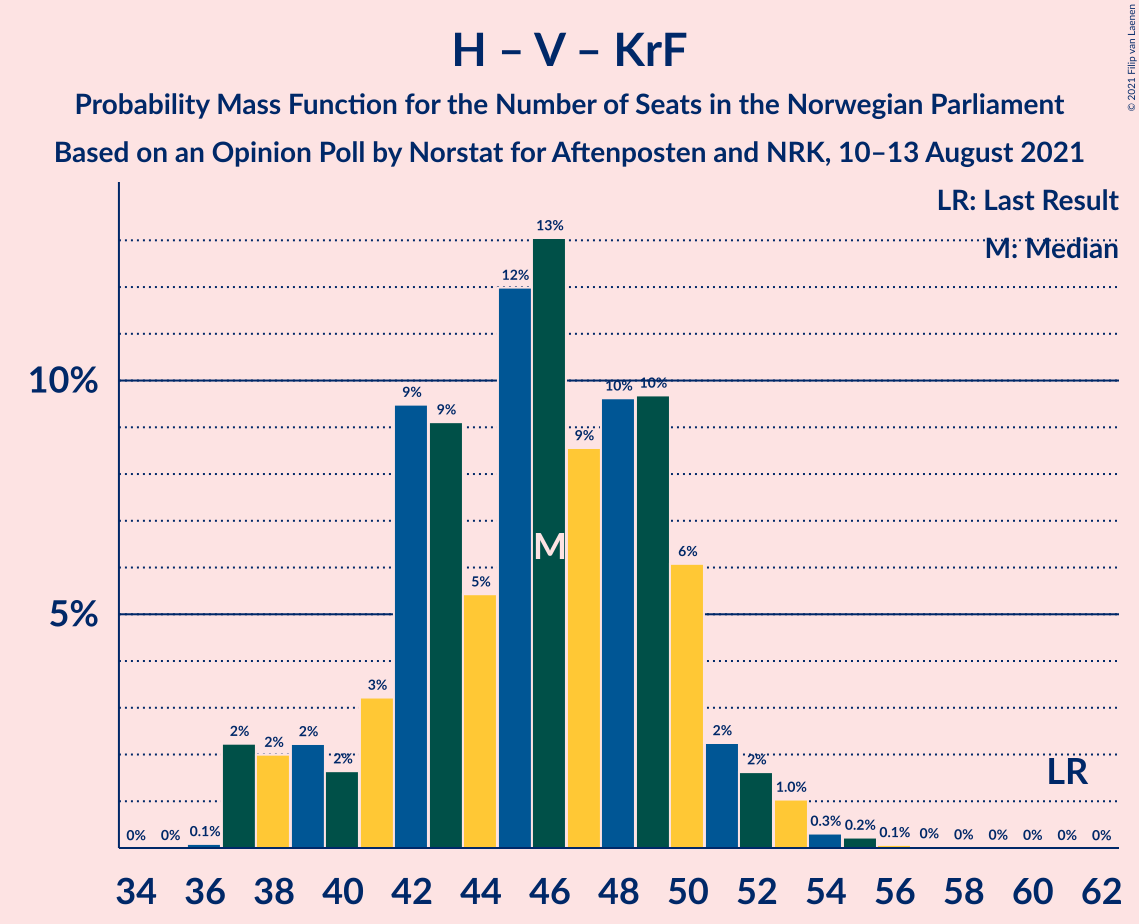 H – V – KrF
Probability Mass Function for the Number of Seats in the Norwegian Parliament
Based on an Opinion Poll by Norstat for Aftenposten and NRK, 10–13 August 2021
© 2021 Filip van Laenen
LR: Last Result
M: Median
10%
5%
0% 0% 0.1% 2% 2% 2% 2% 3% 9% 9% 5% 12% 13% 9% 10% 10% 6% 2% 2% 1.0% 0.3% 0.2% 0.1% 0% 0% 0% 0% 0% 0%
M
LR
34 36 38 40 42 44 46 48 50 52 54 56 58 60 62